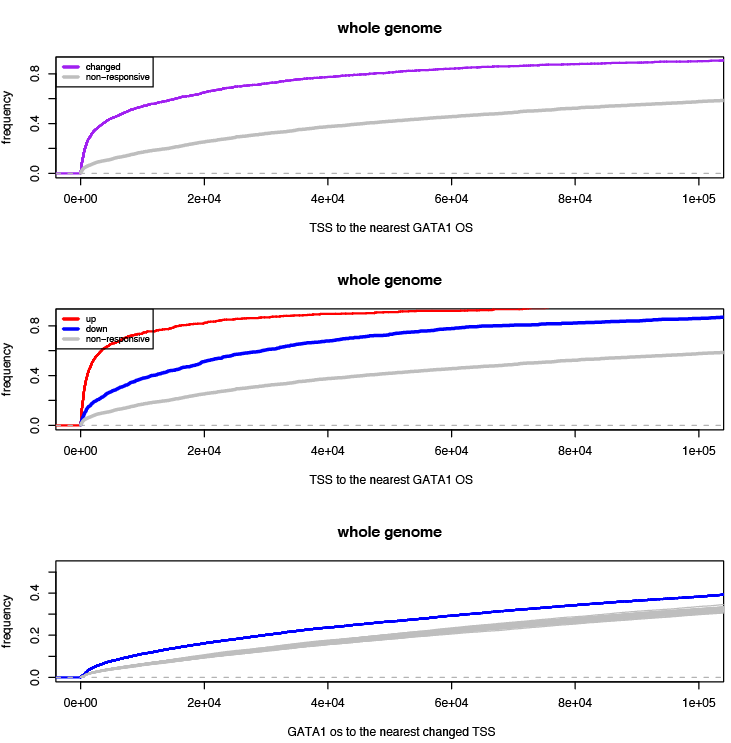 whole genome
changed
non-responsive
frequency
0.0 0.4 0.8
0e+00 2e+04 4e+04 6e+04 8e+04 1e+05
TSS to the nearest GATA1 OS
whole genome
up
down
non-responsive
frequency
0.0 0.4 0.8
0e+00 2e+04 4e+04 6e+04 8e+04 1e+05
TSS to the nearest GATA1 OS
whole genome
frequency
0.0 0.2 0.4
0e+00 2e+04 4e+04 6e+04 8e+04 1e+05
GATA1 os to the nearest changed TSS